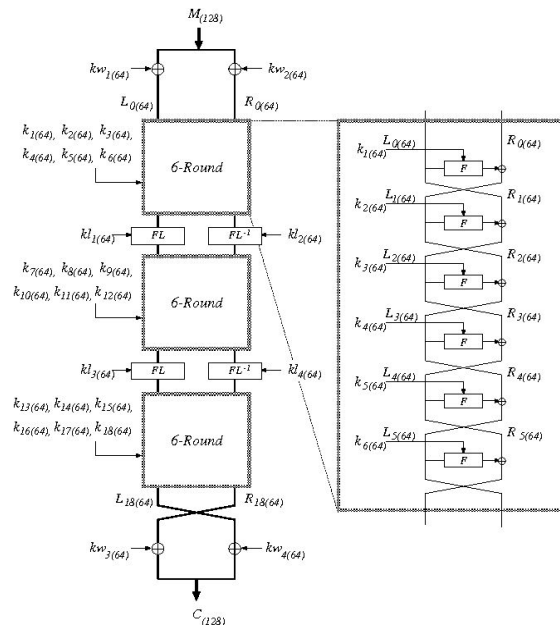 M(128)
kw1(64)
kw2(64)
L0(64)
R0(64)
k1(64), k2(64), k3(64),
k4(64), k5(64), k6(64)
6-Round
kl1(64)
FL
FL-1
kl2(64)
k7(64), k8(64), k9(64),
k10(64), k11(64), k12(64)
6-Round
kl3(64)
FL
FL-1
kl4(64)
k13(64), k14(64), k15(64),
k16(64), k17(64), k18(64)
6-Round
L18(64)
R18(64)
kw3(64)
kw4(64)
C(128)
L0(64)
R0(64)
k1(64)
F
L1(64)
R1(64)
k2(64)
F
L2(64)
R2(64)
k3(64)
F
L3(64)
R3(64)
k4(64)
F
L4(64)
R4(64)
k5(64)
F
L5(64)
R5(64)
k6(64)
F